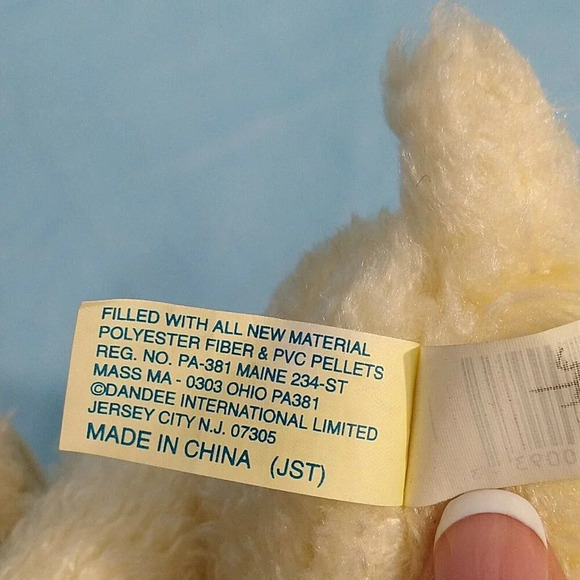 FILLED WITH ALL NEW MATERIAL
POLYESTER FIBER & PVC PELLETS
REG. NO. PA-381 MAINE 234-ST
MASS MA - 0303 OHIO PA381
©DANDEE INTERNATIONAL LIMITED
JERSEY CITY N.J. 07305
MADE IN CHINA (JST)